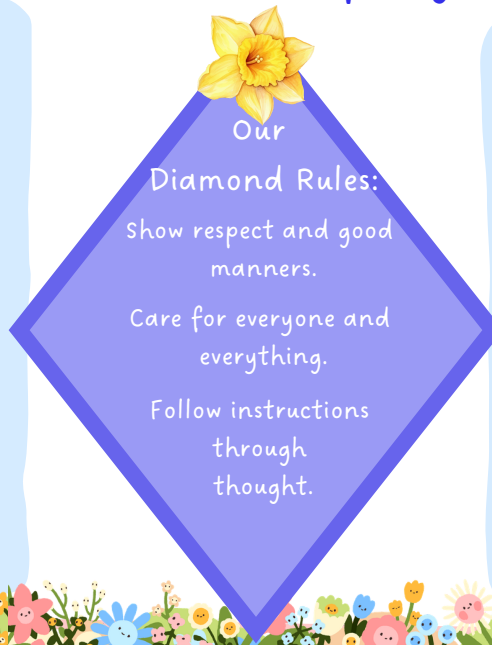 Our
Diamond Rules:
Show respect and good
manners.
Care for everyone and
everything.
Follow instructions
through
thought.